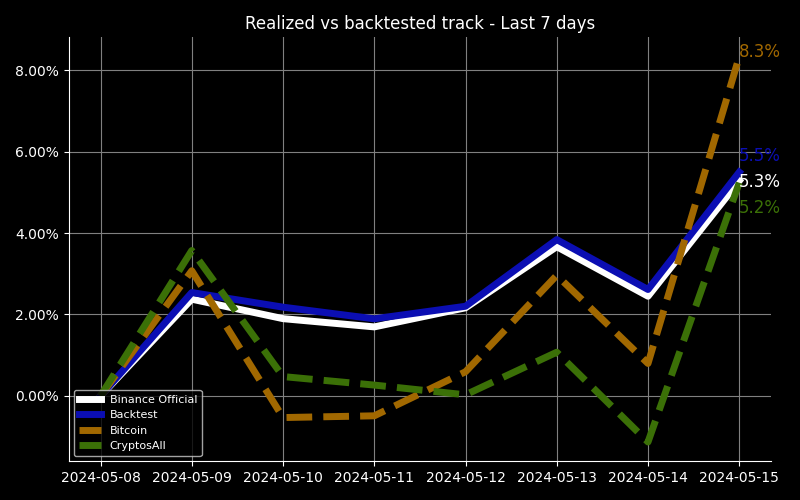 Realized vs backtested track - Last 7 days
8.3%
8.00%
6.00%
5.5%
5.3%
5.2%
4.00%
2.00%
0.00%
Binance Official
Backtest
Bitcoin
CryptosAll
2024-05-08 2024-05-09 2024-05-10 2024-05-11 2024-05-12 2024-05-13 2024-05-14 2024-05-15